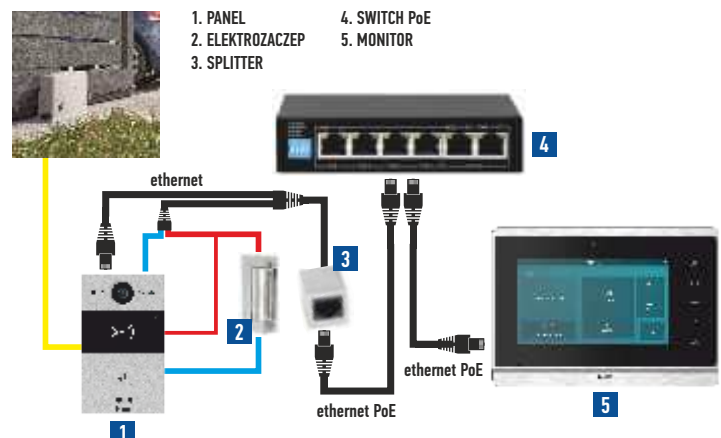 1. PANEL
2. ELEKTROZACZEP
3. SPLITTER
4. SWITCH PoE
5. MONITOR
4
ethernet
3
2
ethernet PoE
ethernet PoE
5
1